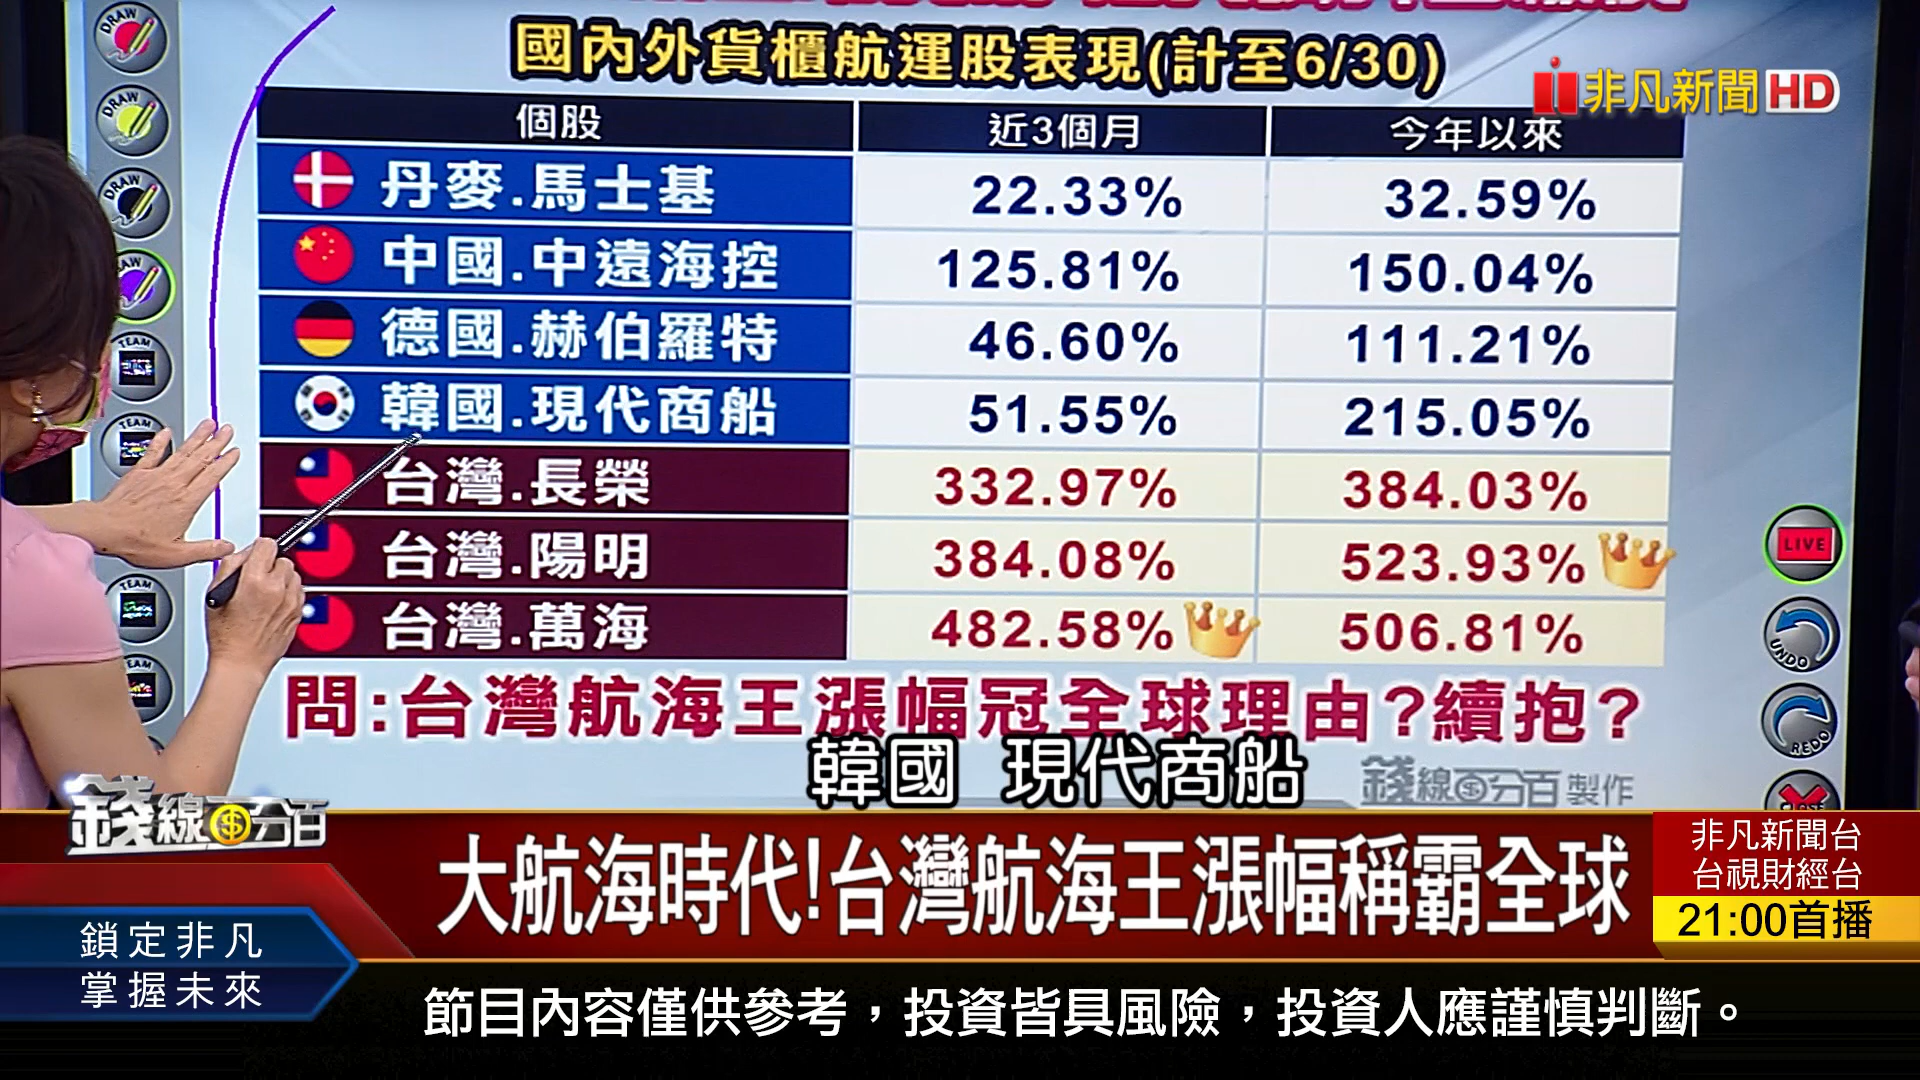 國內外貨櫃航運股表現(計至6/30)
非凡新聞HD
個股 近3個月 今年以來
丹麥.馬士基 22.33% 32.59%
中國.中遠海控 125.81% 150.04%
德國.赫伯羅特 46.60% 111.21%
韓國.現代商船 51.55% 215.05%
台灣.長榮 332.97% 384.03%
台灣.陽明 384.08% 523.93%
台灣.萬海 482.58% 506.81%
問:台灣航海王漲幅冠全球理由?續抱?
韓國 現代商船
錢線百分百 製作
DRAW
DRAW
DRAW
TEAM
TEAM
TEAM
LIVE
UNDO
REDO
CLOSE
錢線百分百
大航海時代!台灣航海王漲幅稱霸全球
非凡新聞台
台視財經台
21:00首播
鎖定非凡
掌握未來
節目內容僅供參考，投資皆具風險，投資人應謹慎判斷。